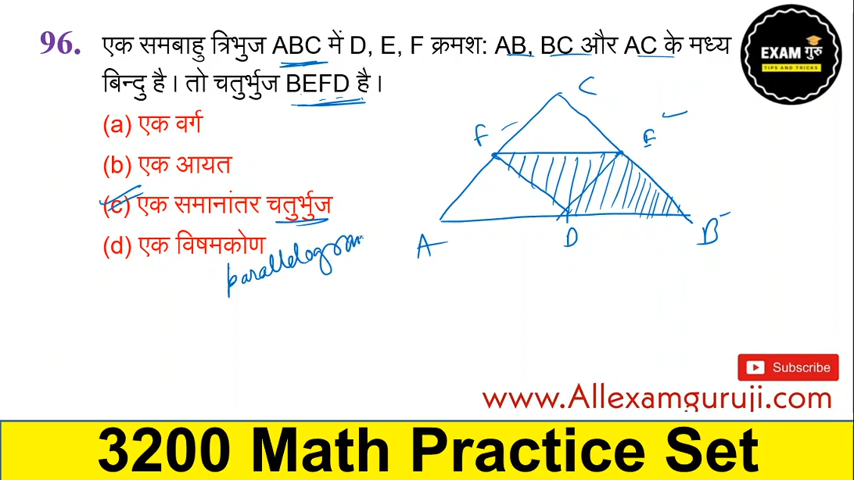 96. एक समबाहु त्रिभुज ABC में D, E, F क्रमश: AB, BC और AC के मध्य
बिन्दु है। तो चतुर्भुज BEFD है।
(a) एक वर्ग
(b) एक आयत
(c) एक समानांतर चतुर्भुज
(d) एक विषमकोण
parallelogram
C
F
E
A
D
B
EXAM गुरु
TIPS AND TRICKS
Subscribe
www.Allexamguruji.com
3200 Math Practice Set